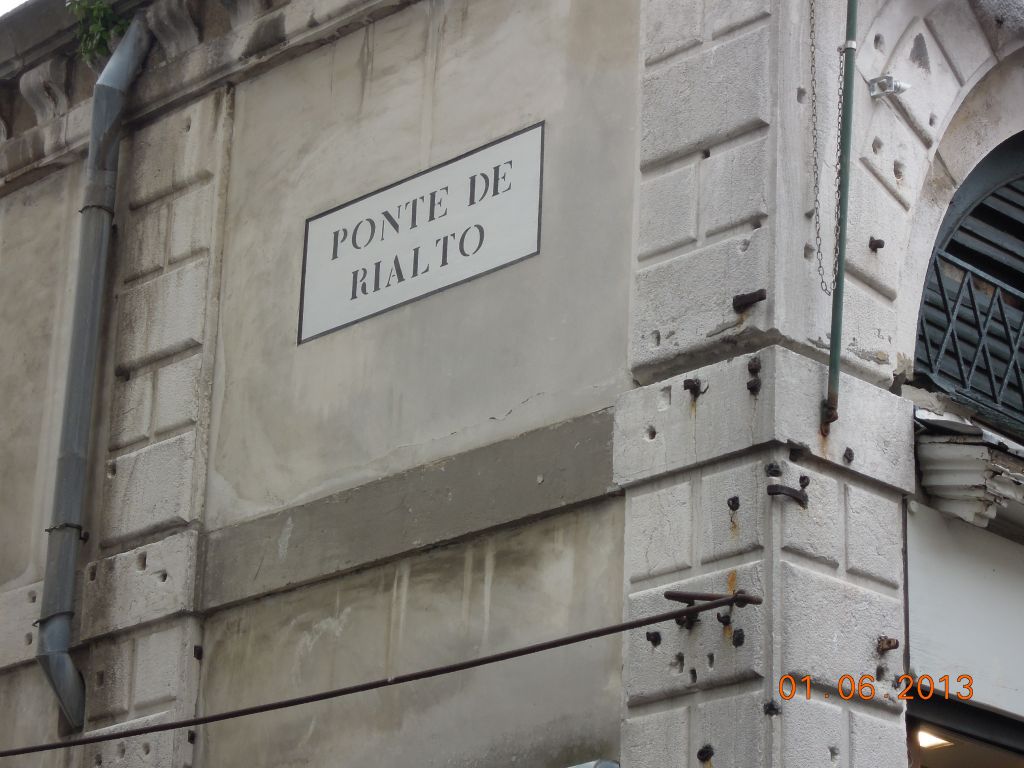 PONTE DE
RIALTO
01.06.2013